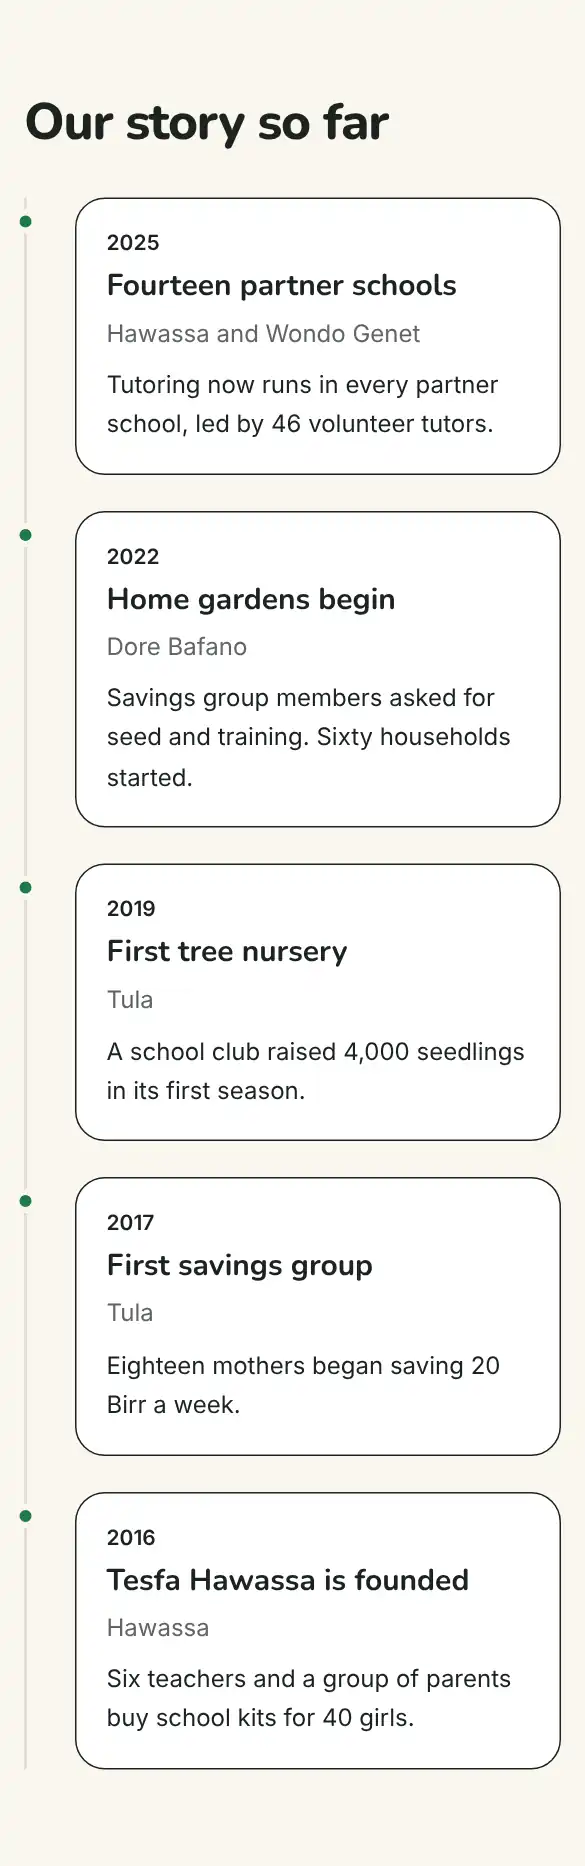 Our story so far
2025
Fourteen partner schools
Hawassa and Wondo Genet
Tutoring now runs in every partner
school, led by 46 volunteer tutors.
2022
Home gardens begin
Dore Bafano
Savings group members asked for
seed and training. Sixty households
started.
2019
First tree nursery
Tula
A school club raised 4,000 seedlings
in its first season.
2017
First savings group
Tula
Eighteen mothers began saving 20
Birr a week.
2016
Tesfa Hawassa is founded
Hawassa
Six teachers and a group of parents
buy school kits for 40 girls.